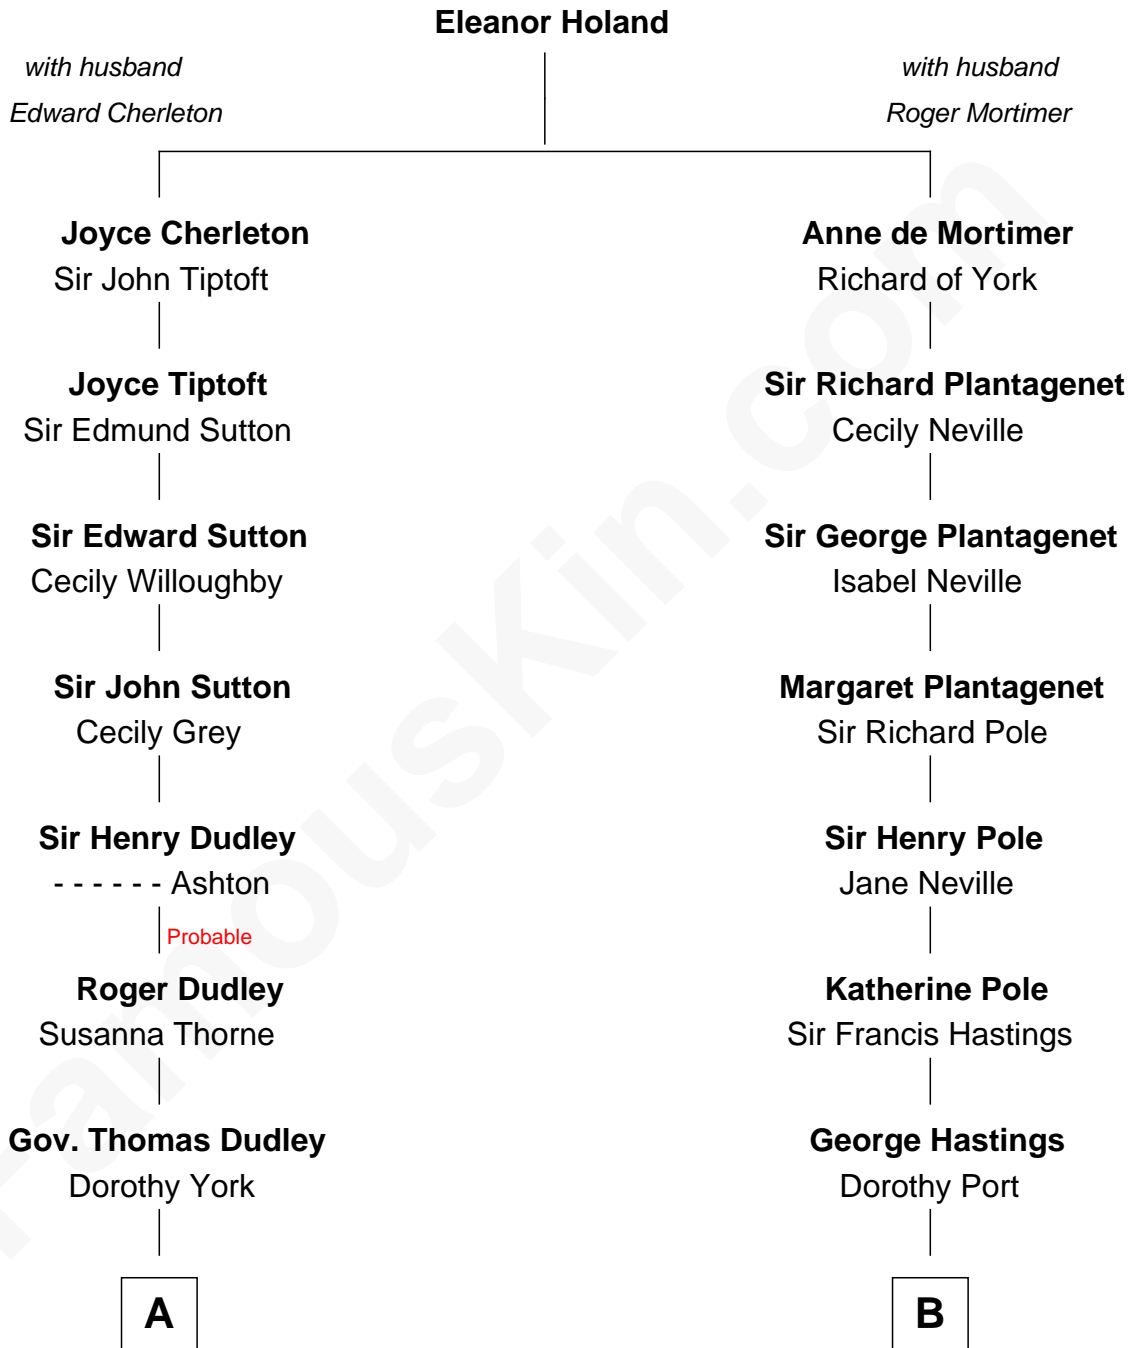 Eleanor Holand
with husband
Edward Cherleton
with husband
Roger Mortimer
Joyce Cherleton
Sir John Tiptoft
Anne de Mortimer
Richard of York
Joyce Tiptoft
Sir Edmund Sutton
Sir Richard Plantagenet
Cecily Neville
Sir Edward Sutton
Cecily Willoughby
Sir George Plantagenet
Isabel Neville
Sir John Sutton
Cecily Grey
Margaret Plantagenet
Sir Richard Pole
Sir Henry Dudley
- - - - - - Ashton
Sir Henry Pole
Jane Neville
Probable
Roger Dudley
Susanna Thorne
Katherine Pole
Sir Francis Hastings
Gov. Thomas Dudley
Dorothy York
George Hastings
Dorothy Port
A
B
FamousKin.com